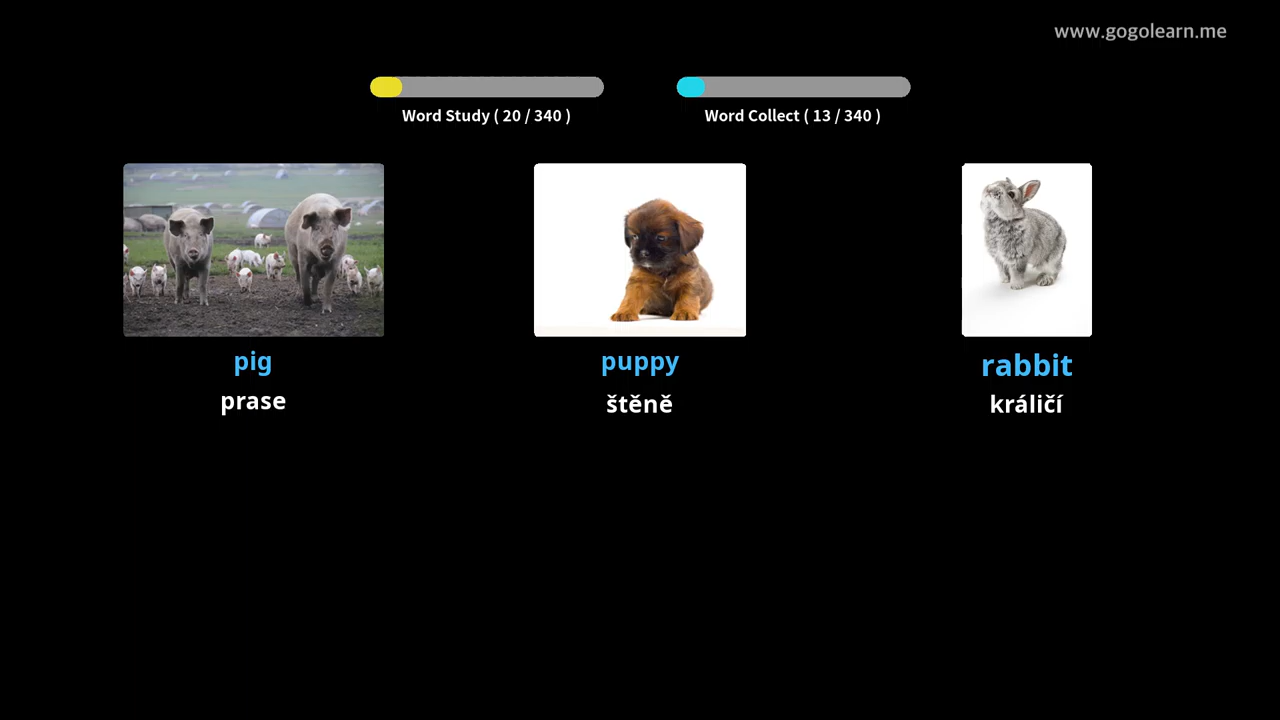 www.gogolearn.me
Word Study ( 20 / 340 )
Word Collect ( 13 / 340 )
pig
puppy
rabbit
prase
štěně
králičí